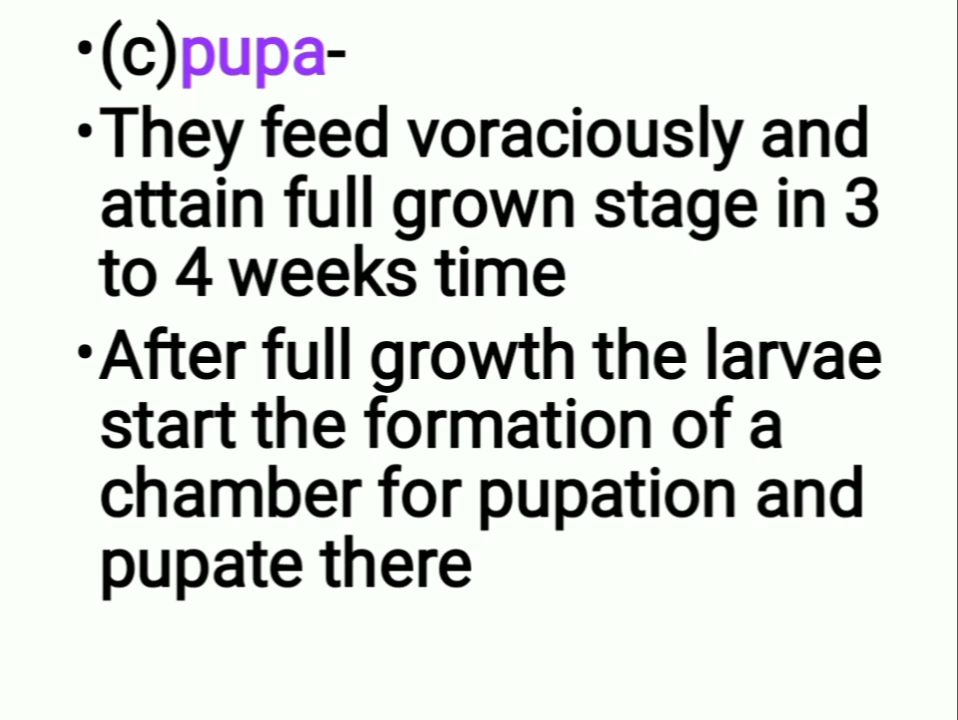 •(c)pupa-
•They feed voraciously and
attain full grown stage in 3
to 4 weeks time
•After full growth the larvae
start the formation of a
chamber for pupation and
pupate there